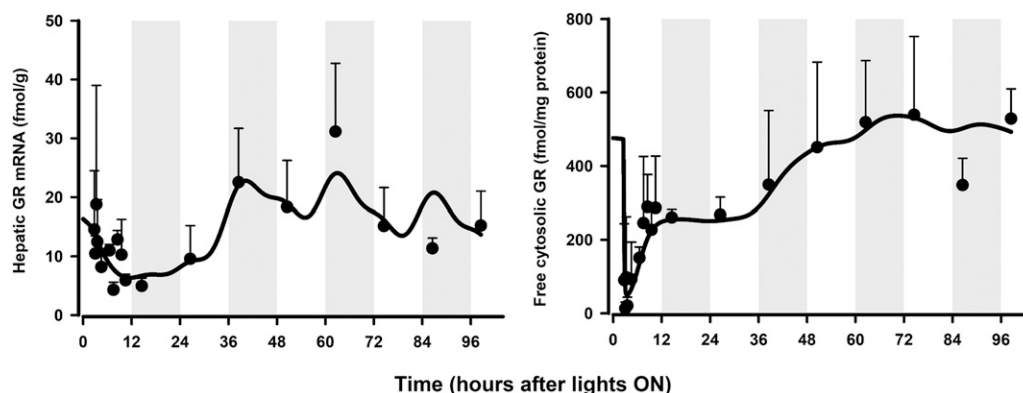 Hepatic GR mRNA (fmol/g)
50
40
30
20
10
0
0 12 24 36 48 60 72 84 96
Free cytosolic GR (fmol/mg protein)
800
600
400
200
0
0 12 24 36 48 60 72 84 96
Time (hours after lights ON)